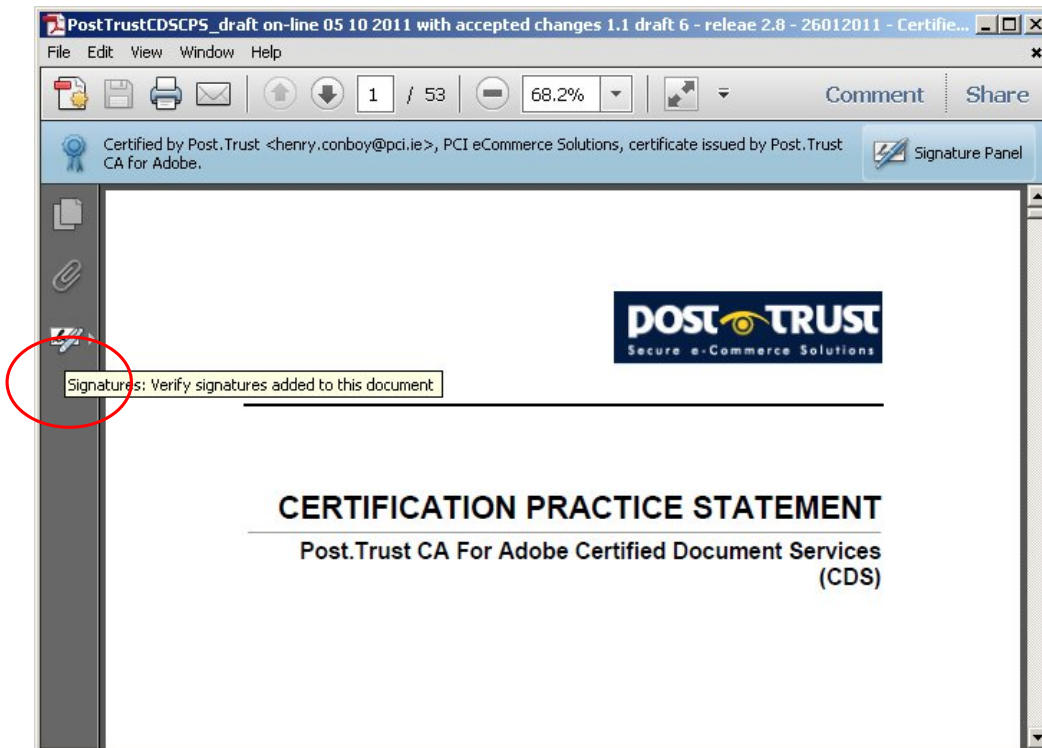 PostTrustCDSCPS_draft on-line 05 10 2011 with accepted changes 1.1 draft 6 - releae 2.8 - 26012011 - Certifie...
File Edit View Window Help
1 / 53 68.2% Comment Share
Certified by Post.Trust <henry.conboy@pci.ie>, PCI eCommerce Solutions, certificate issued by Post.Trust
CA for Adobe.
Signature Panel
POST TRUST
Secure e-Commerce Solutions
Signatures: Verify signatures added to this document
CERTIFICATION PRACTICE STATEMENT
Post.Trust CA For Adobe Certified Document Services
(CDS)